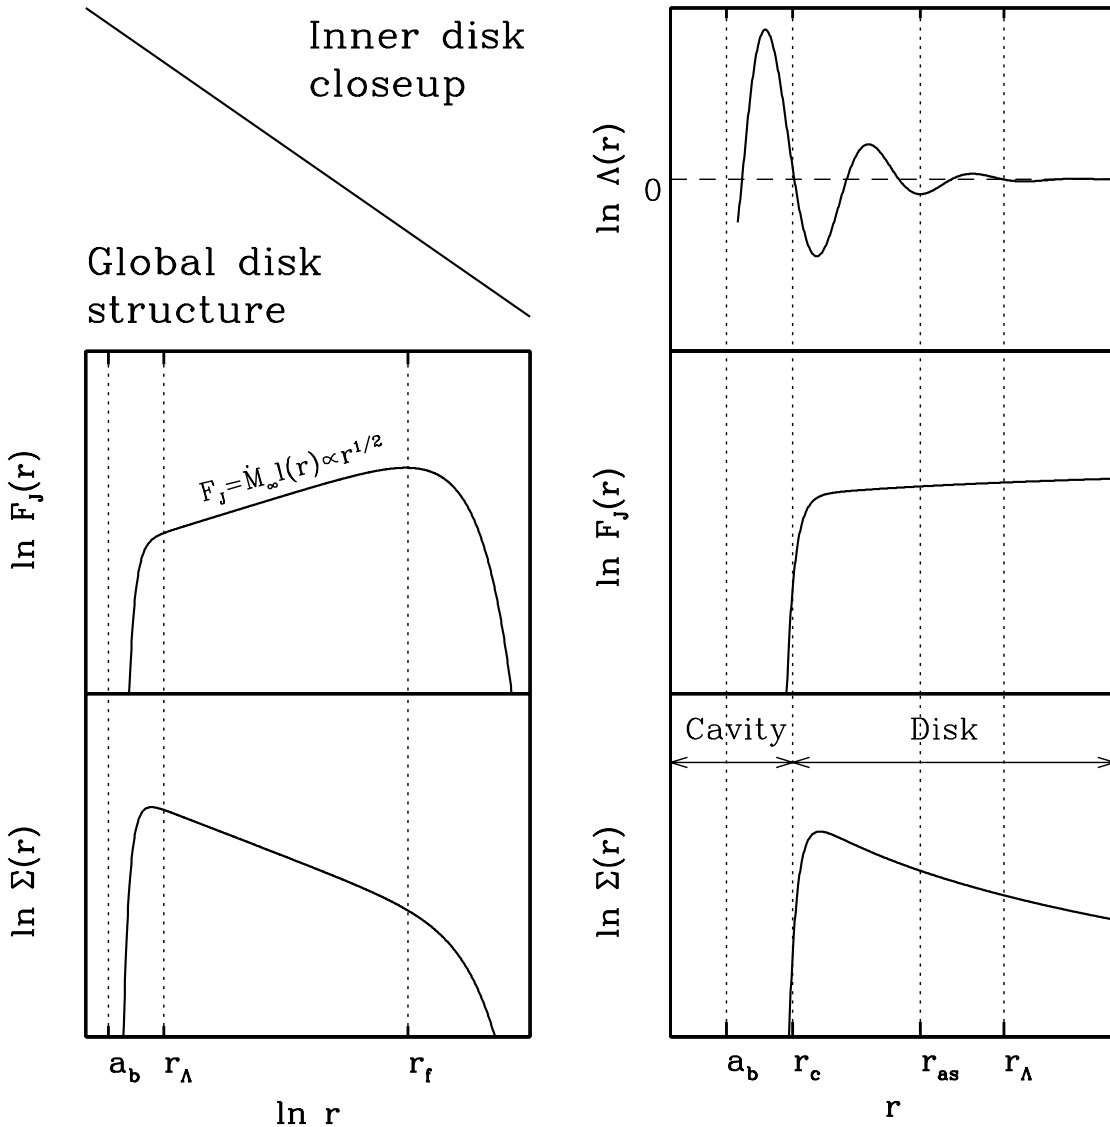 Inner disk
closeup
Global disk
structure
ln Λ(r)
0
ln F_J(r)
F_J=Ṁ_∞l(r)∝r^{1/2}
ln F_J(r)
Cavity
Disk
ln Σ(r)
ln Σ(r)
a_b r_Λ r_f
ln r
a_b r_c r_as r_Λ
r